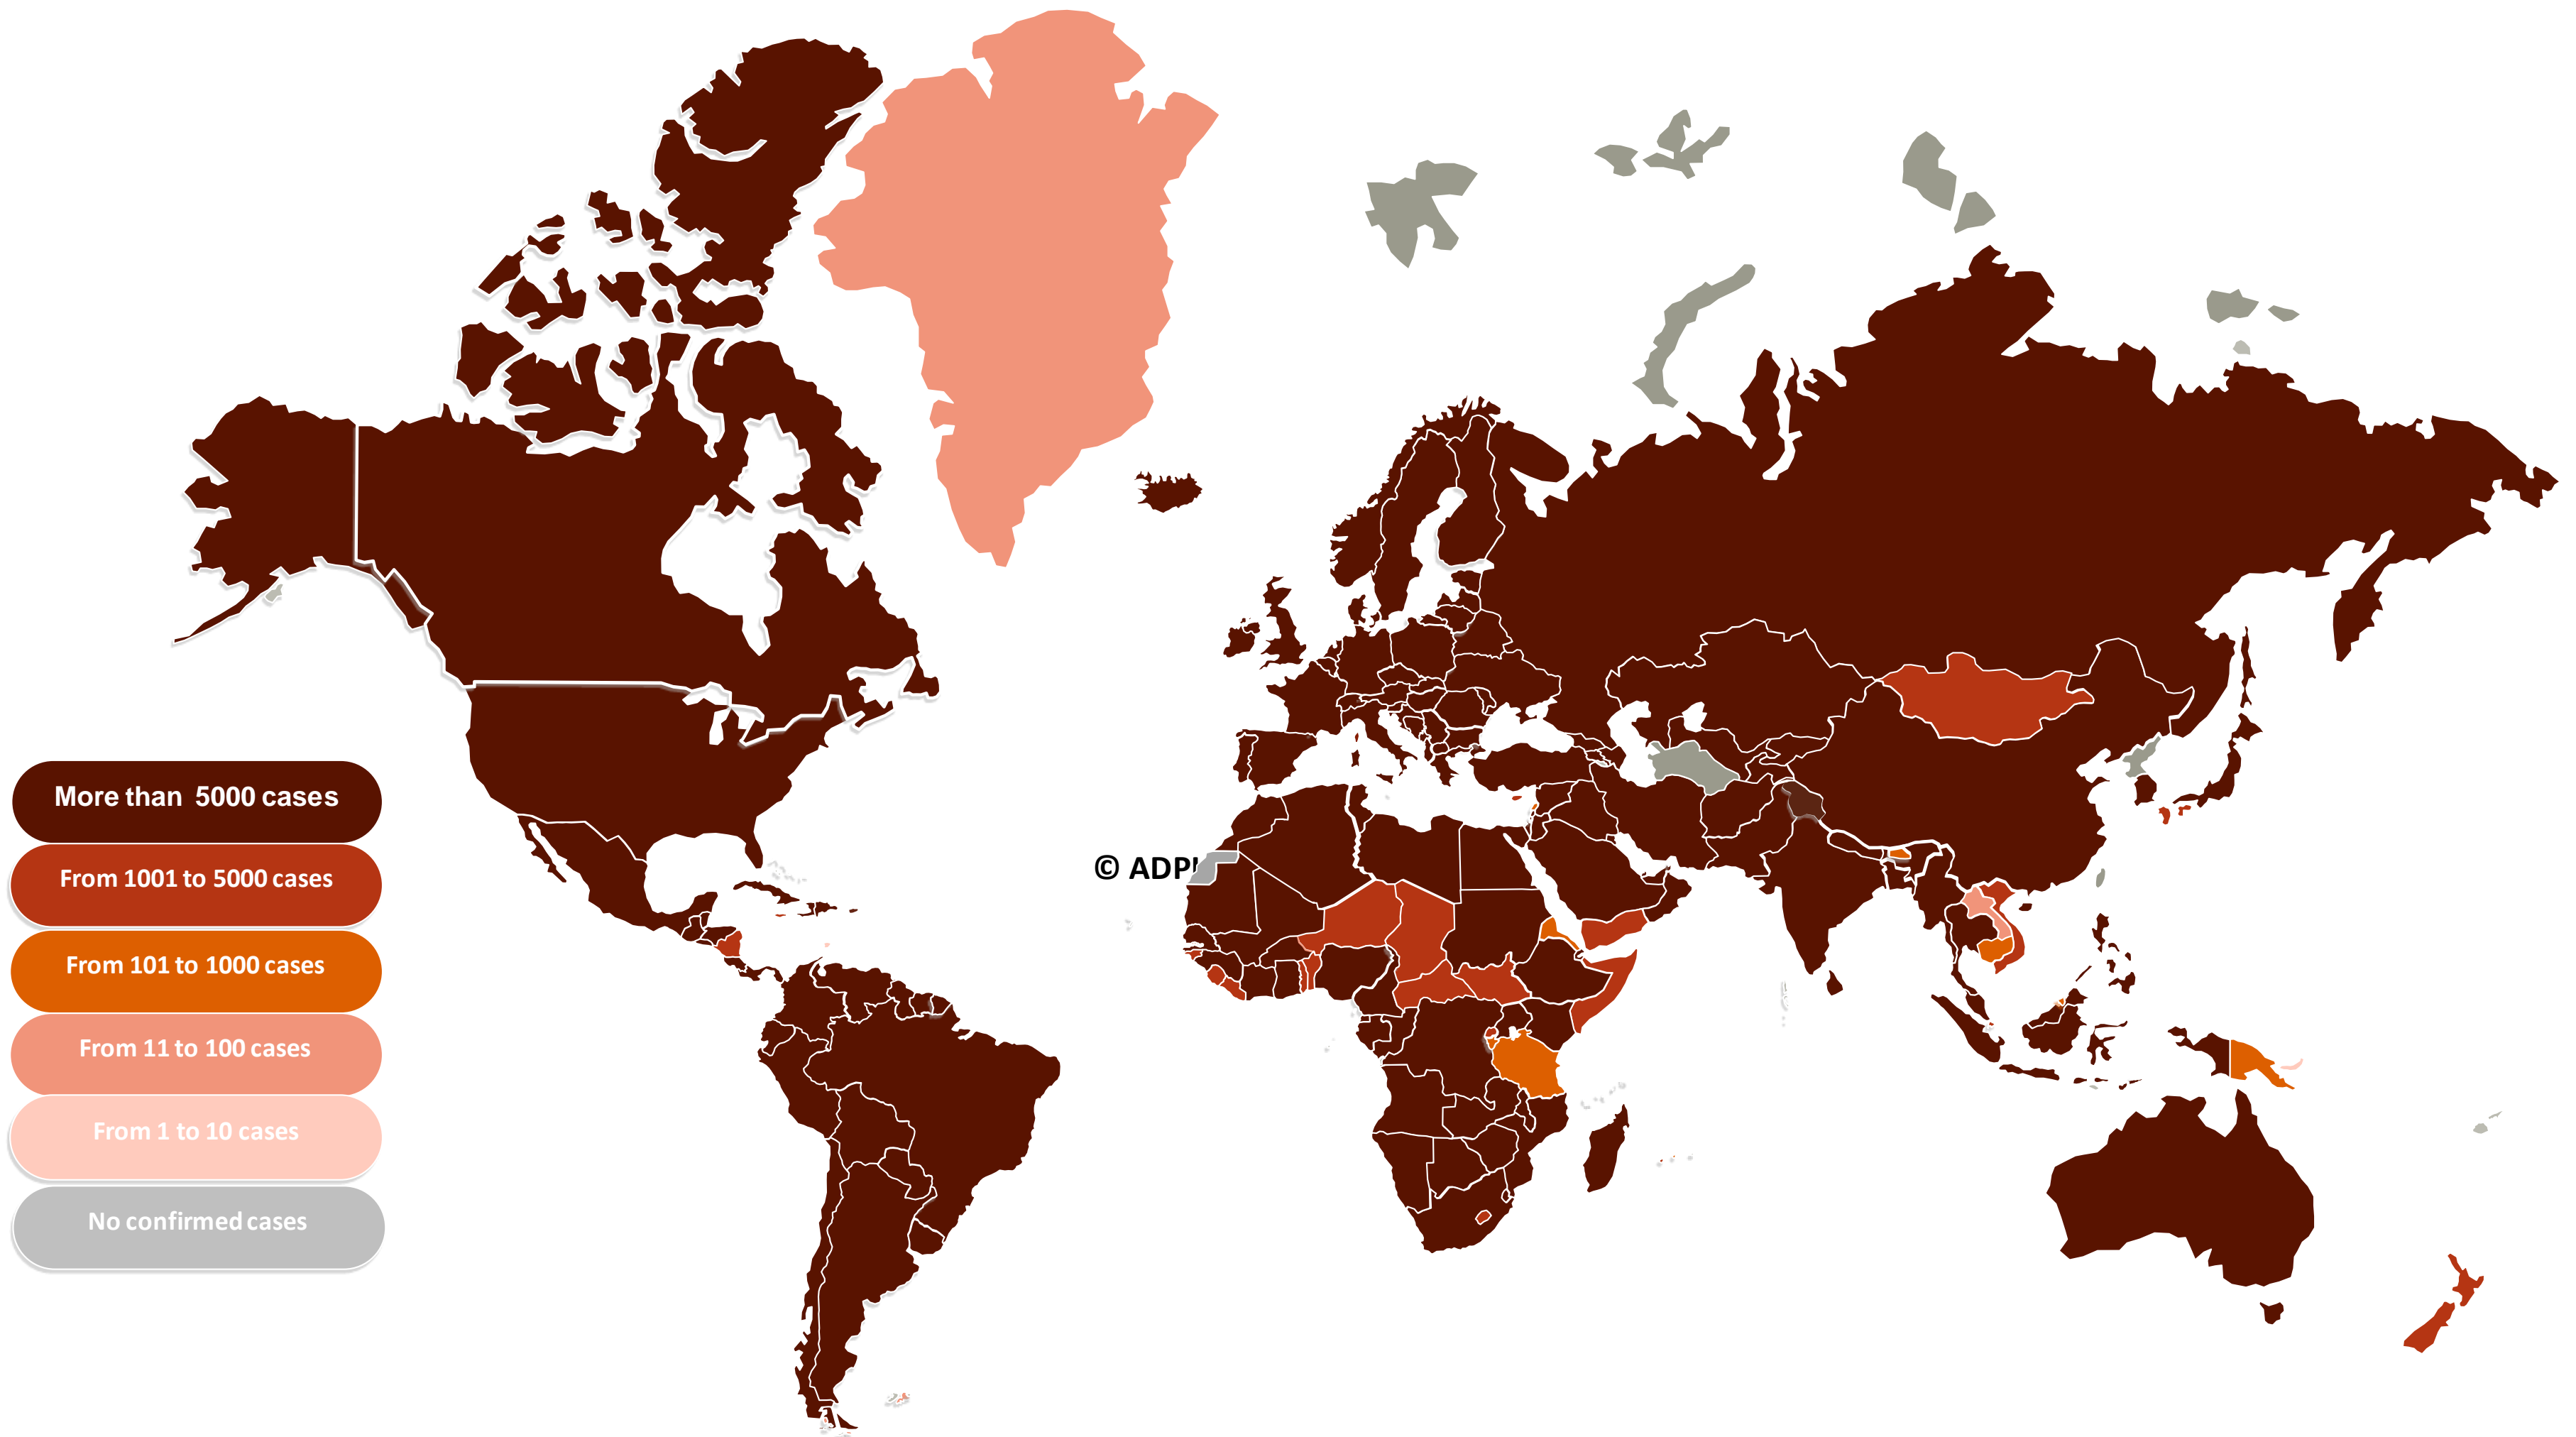 More than 5000 cases
From 1001 to 5000 cases
© ADPI
From 101 to 1000 cases
From 11 to 100 cases
From 1 to 10 cases
No confirmed cases